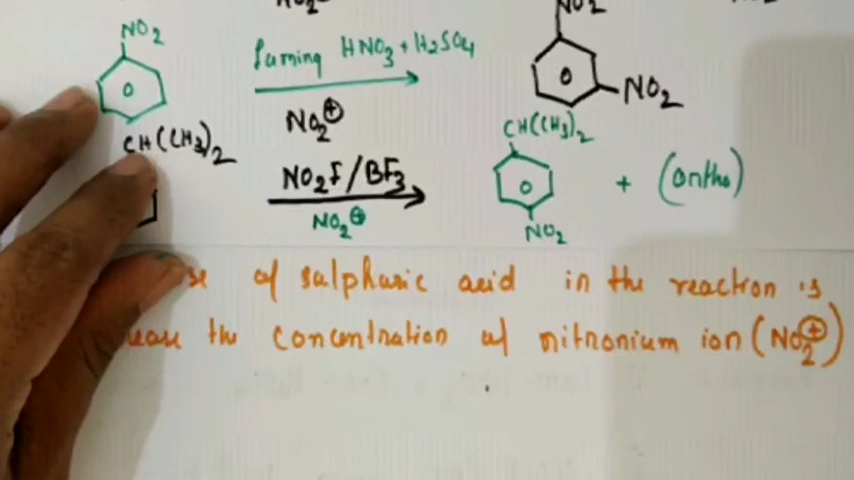 NO2
NO2
fuming HNO3 + H2SO4
NO2⊕
NO2
CH(CH3)2
NO2F/BF3
NO2⊕
CH(CH3)2
NO2
+ (ortho)
of sulphuric acid in the reaction is
the concentration of nitronium ion (NO2⊕)